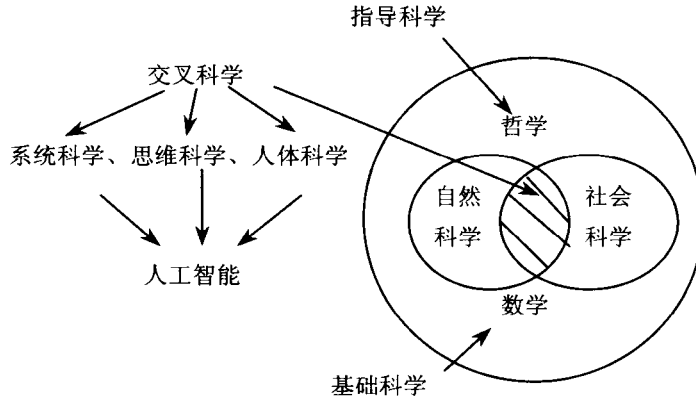 指导科学
交叉科学
哲学
系统科学、思维科学、人体科学
自然
科学
社会
科学
人工智能
数学
基础科学